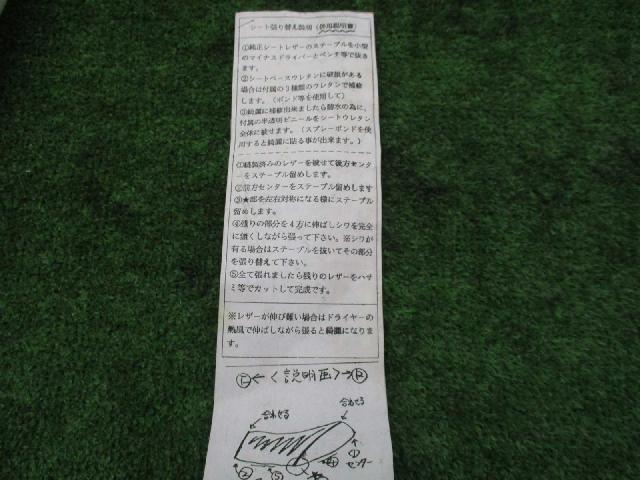 シート張り替え説明(併用説明書)
①純正シートレザーのステープルを小型
のマイナスドライバーとペンチ等で抜き
ます。
②シートベースウレタンに破損がある
場合は付属の3種類のウレタンで補修
します。(ボンド等を使用して)
③綺麗に補修出来ましたら防水の為に、
付属の半透明ビニールをシートウレタン
全体に被せます。(スプレーボンドを使
用すると綺麗に貼る事が出来ます。)
①縫製済みのレザーを被せて後方センタ
ーをステープル留めします。
②前方センターをステープル留めします
③★部を左右対称になる様にステープル
留めします。
④残りの部分を4方に伸ばしシワを完全
に無くしながら張って下さい。※シワが
有る場合はステープルを抜いてその部分
を張り替えて下さい。
⑤全て張れましたら残りのレザーをハサ
ミ等でカットして完成です。
※レザーが伸び難い場合はドライヤーの
熱風で伸ばしながら張ると綺麗になりま
す。
Ⓕ←〈説明画〉→Ⓡ
合わせる
合わせる
①
センター
② ⑤